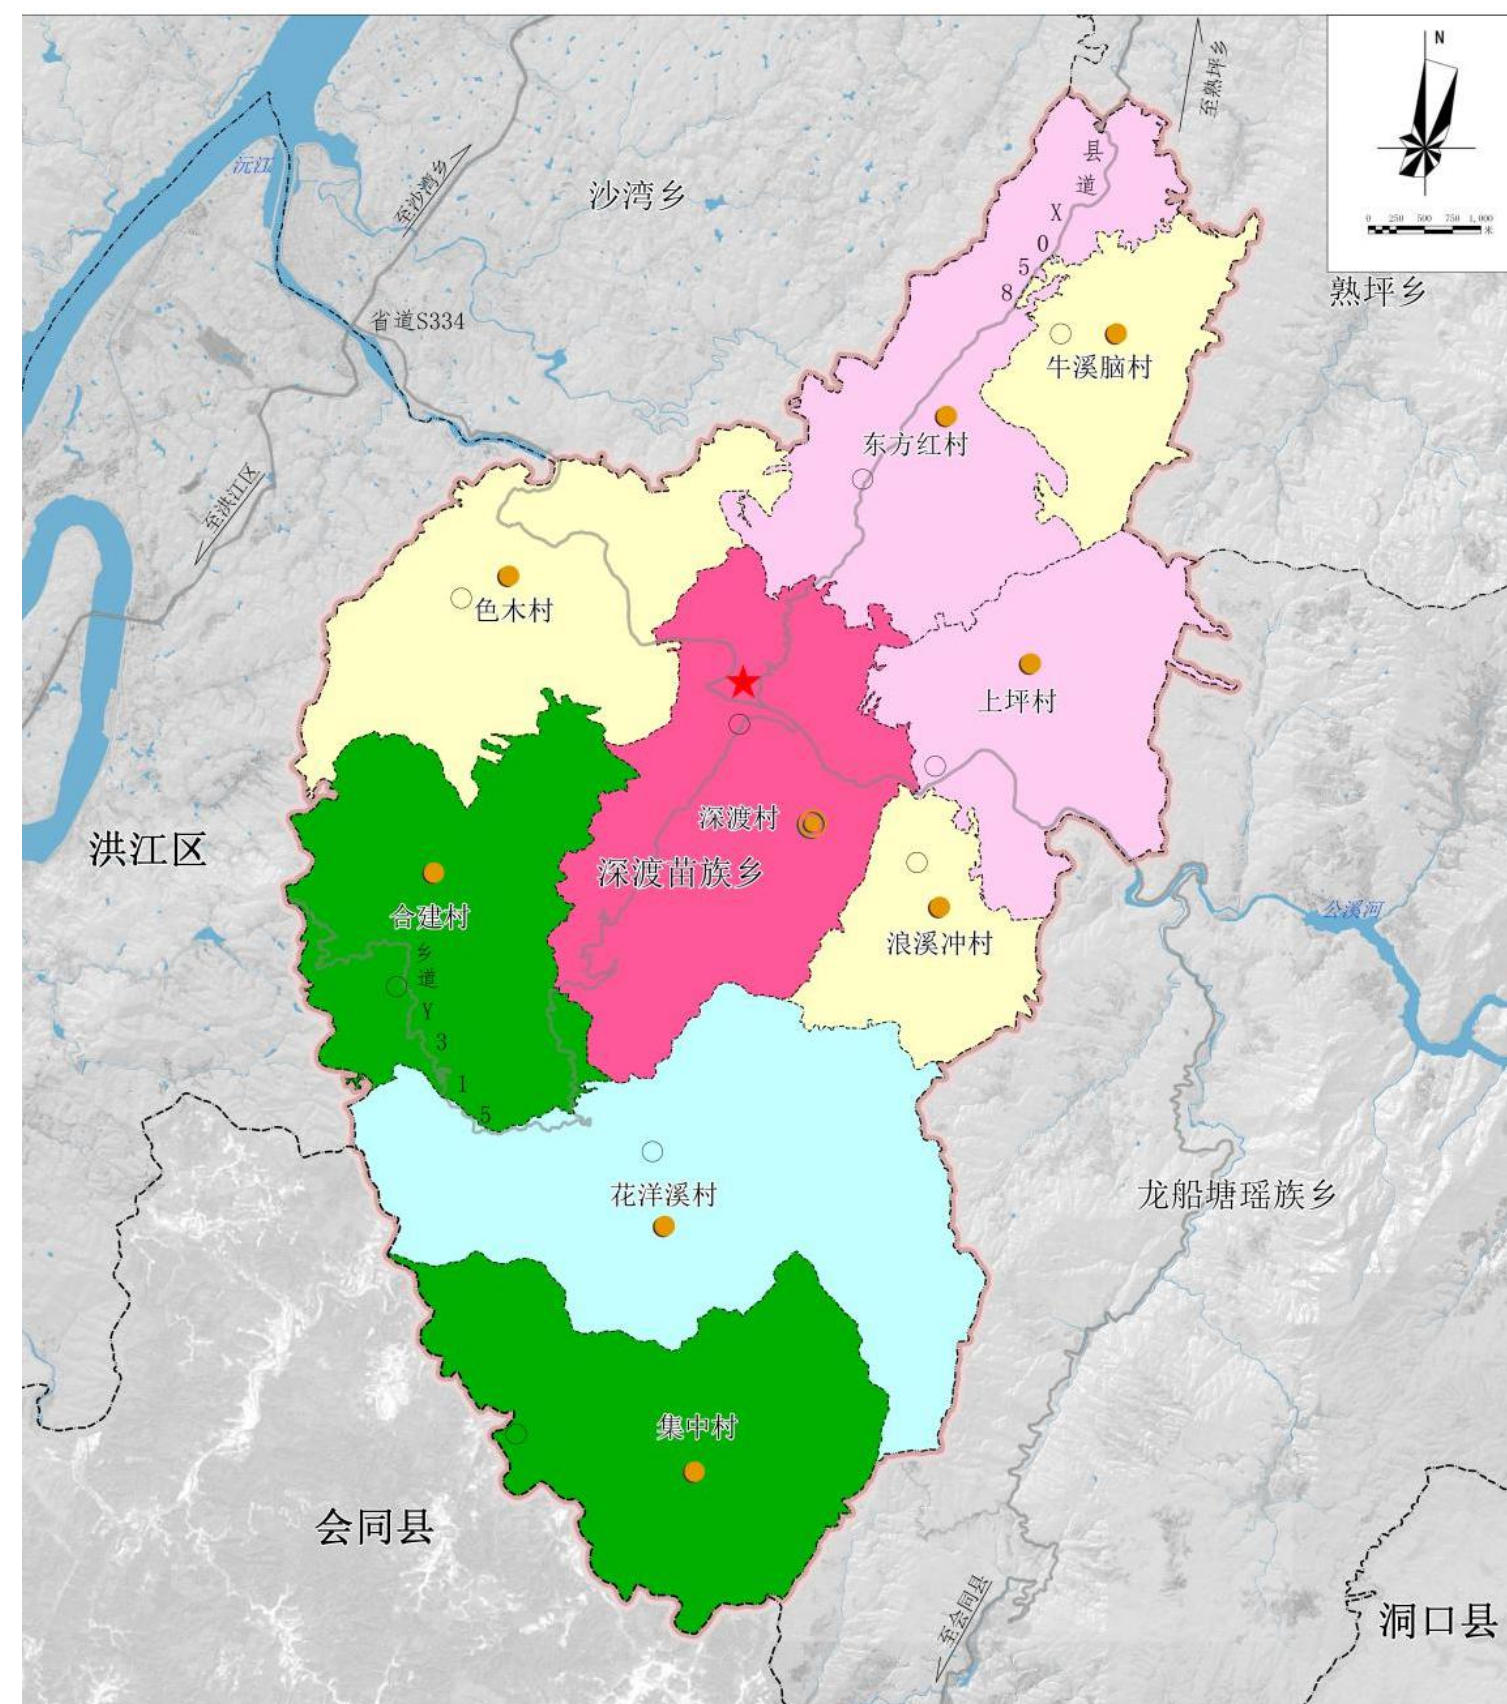 N
0 250 500 750 1,000
米
至熟坪乡
县道X058
沅江
至沙湾乡
沙湾乡
熟坪乡
省道S334
牛溪脑村
东方红村
至洪江区
色木村
上坪村
深渡村
洪江区
深渡苗族乡
合建村
公溪河
浪溪冲村
乡道Y315
花洋溪村
龙船塘瑶族乡
集中村
会同县
至会同县
洞口县